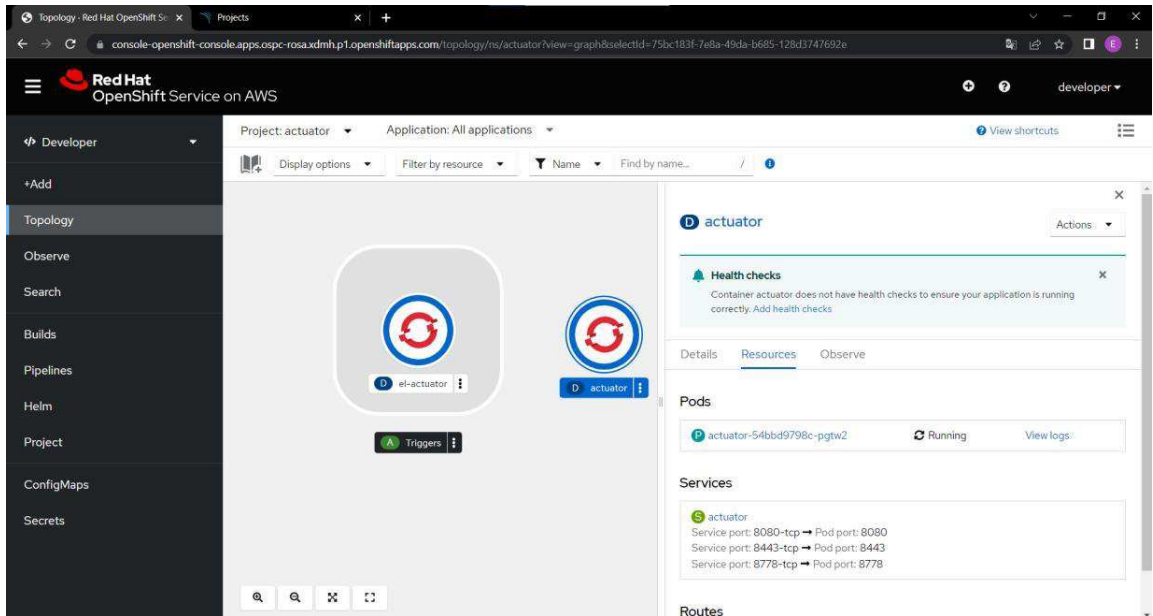 Topology · Red Hat OpenShift Se
Projects
console-openshift-console.apps.ospc-rosa.xdmh.p1.openshiftapps.com/topology/ns/actuator?view=graph&selectId=75bc183f-7e8a-49da-b685-128d3747692e
E
Red Hat
OpenShift Service on AWS
developer
</> Developer
Project: actuator
Application: All applications
View shortcuts
Display options
Filter by resource
Name
Find by name...
/
+Add
Topology
Observe
Search
Builds
Pipelines
Helm
Project
ConfigMaps
Secrets
D el-actuator
D actuator
A Triggers
D actuator
Actions
Health checks
Container actuator does not have health checks to ensure your application is running
correctly. Add health checks
Details Resources Observe
Pods
P actuator-54bbd9798c-pgtw2 Running View logs
Services
S actuator
Service port: 8080-tcp → Pod port: 8080
Service port: 8443-tcp → Pod port: 8443
Service port: 8778-tcp → Pod port: 8778
Routes